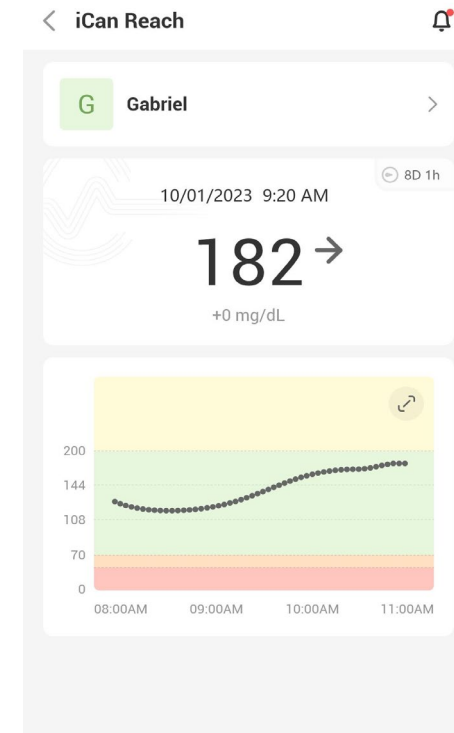 iCan Reach
G Gabriel
8D 1h
10/01/2023 9:20 AM
182
+0 mg/dL
200
144
108
70
0
08:00AM 09:00AM 10:00AM 11:00AM